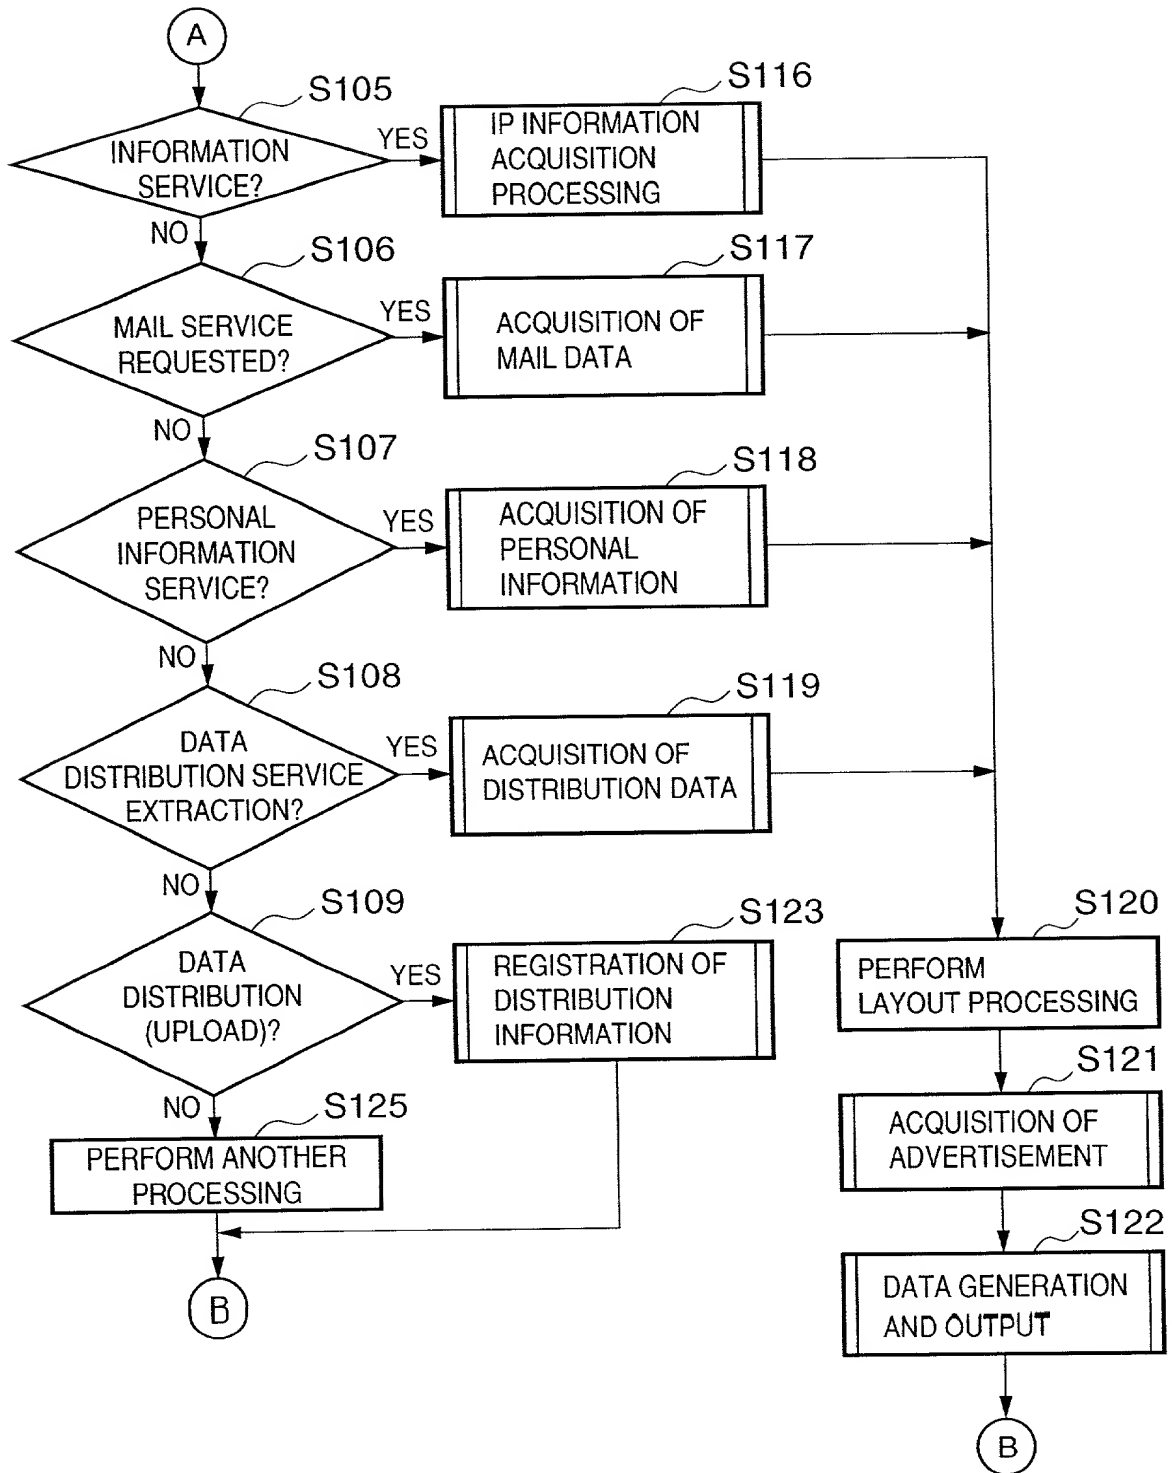 A
S105
INFORMATION
SERVICE?
YES
S116
IP INFORMATION
ACQUISITION
PROCESSING
NO
S106
MAIL SERVICE
REQUESTED?
YES
S117
ACQUISITION OF
MAIL DATA
NO
S107
PERSONAL
INFORMATION
SERVICE?
YES
S118
ACQUISITION OF
PERSONAL
INFORMATION
NO
S108
DATA
DISTRIBUTION SERVICE
EXTRACTION?
YES
S119
ACQUISITION OF
DISTRIBUTION DATA
NO
S109
DATA
DISTRIBUTION
(UPLOAD)?
YES
S123
REGISTRATION OF
DISTRIBUTION
INFORMATION
NO
S125
PERFORM ANOTHER
PROCESSING
B
S120
PERFORM
LAYOUT PROCESSING
S121
ACQUISITION OF
ADVERTISEMENT
S122
DATA GENERATION
AND OUTPUT
B